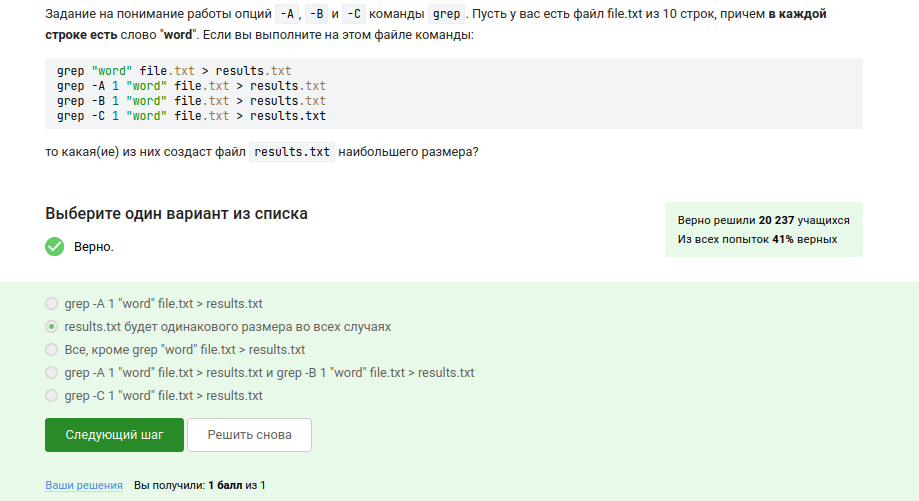 Задание на понимание работы опций -A , -B и -C команды grep . Пусть у вас есть файл file.txt из 10 строк, причем в каждой
строке есть слово "word". Если вы выполните на этом файле команды:
grep "word" file.txt > results.txt
grep -A 1 "word" file.txt > results.txt
grep -B 1 "word" file.txt > results.txt
grep -C 1 "word" file.txt > results.txt
то какая(ие) из них создаст файл results.txt наибольшего размера?
Выберите один вариант из списка
Верно.
Верно решили 20 237 учащихся
Из всех попыток 41% верных
grep -A 1 "word" file.txt > results.txt
results.txt будет одинакового размера во всех случаях
Все, кроме grep "word" file.txt > results.txt
grep -A 1 "word" file.txt > results.txt и grep -B 1 "word" file.txt > results.txt
grep -C 1 "word" file.txt > results.txt
Следующий шаг Решить снова
Ваши решения Вы получили: 1 балл из 1